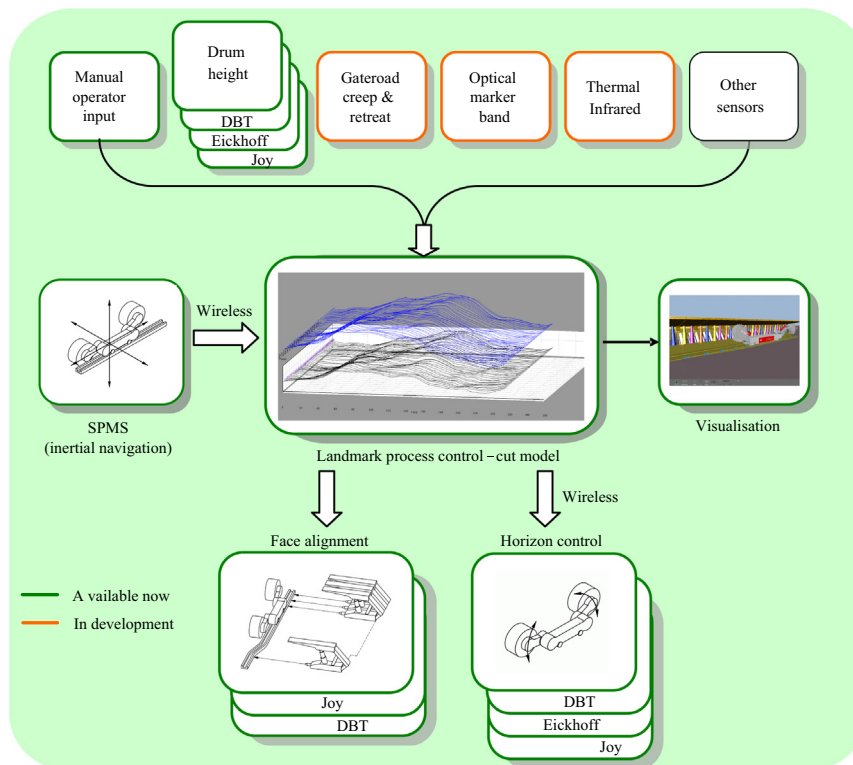 Manual
operator
input
Drum
height
DBT
Eickhoff
Joy
Gateroad
creep &
retreat
Optical
marker
band
Thermal
Infrared
Other
sensors
Wireless
SPMS
(inertial navigation)
Landmark process control – cut model
Visualisation
Wireless
Face alignment
Horizon control
A vailable now
In development
Joy
DBT
DBT
Eickhoff
Joy